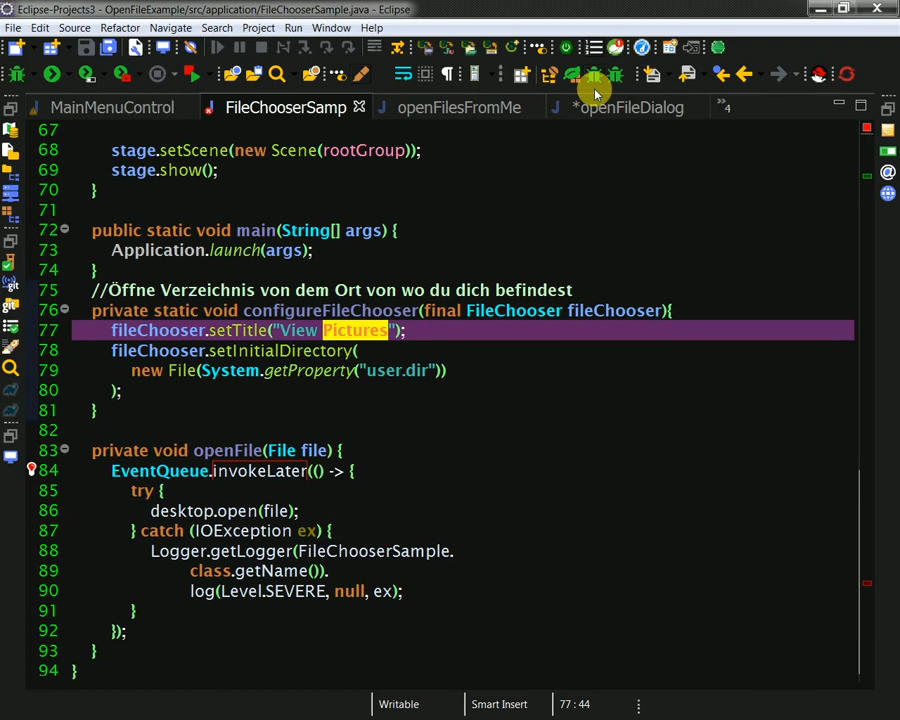 Eclipse-Projects3 - OpenFileExample/src/application/FileChooserSample.java - Eclipse
File Edit Source Refactor Navigate Search Project Run Window Help
MainMenuControl FileChooserSamp openFilesFromMe *openFileDialog »4
67
68 stage.setScene(new Scene(rootGroup));
69 stage.show();
70 }
71
72 public static void main(String[] args) {
73 Application.launch(args);
74 }
75 //Öffne Verzeichnis von dem Ort von wo du dich befindest
76 private static void configureFileChooser(final FileChooser fileChooser){
77 fileChooser.setTitle("View Pictures");
78 fileChooser.setInitialDirectory(
79 new File(System.getProperty("user.dir"))
80 );
81 }
82
83 private void openFile(File file) {
84 EventQueue.invokeLater(() -> {
85 try {
86 desktop.open(file);
87 } catch (IOException ex) {
88 Logger.getLogger(FileChooserSample.
89 class.getName()).
90 log(Level.SEVERE, null, ex);
91 }
92 });
93 }
94 }
Writable Smart Insert 77 : 44